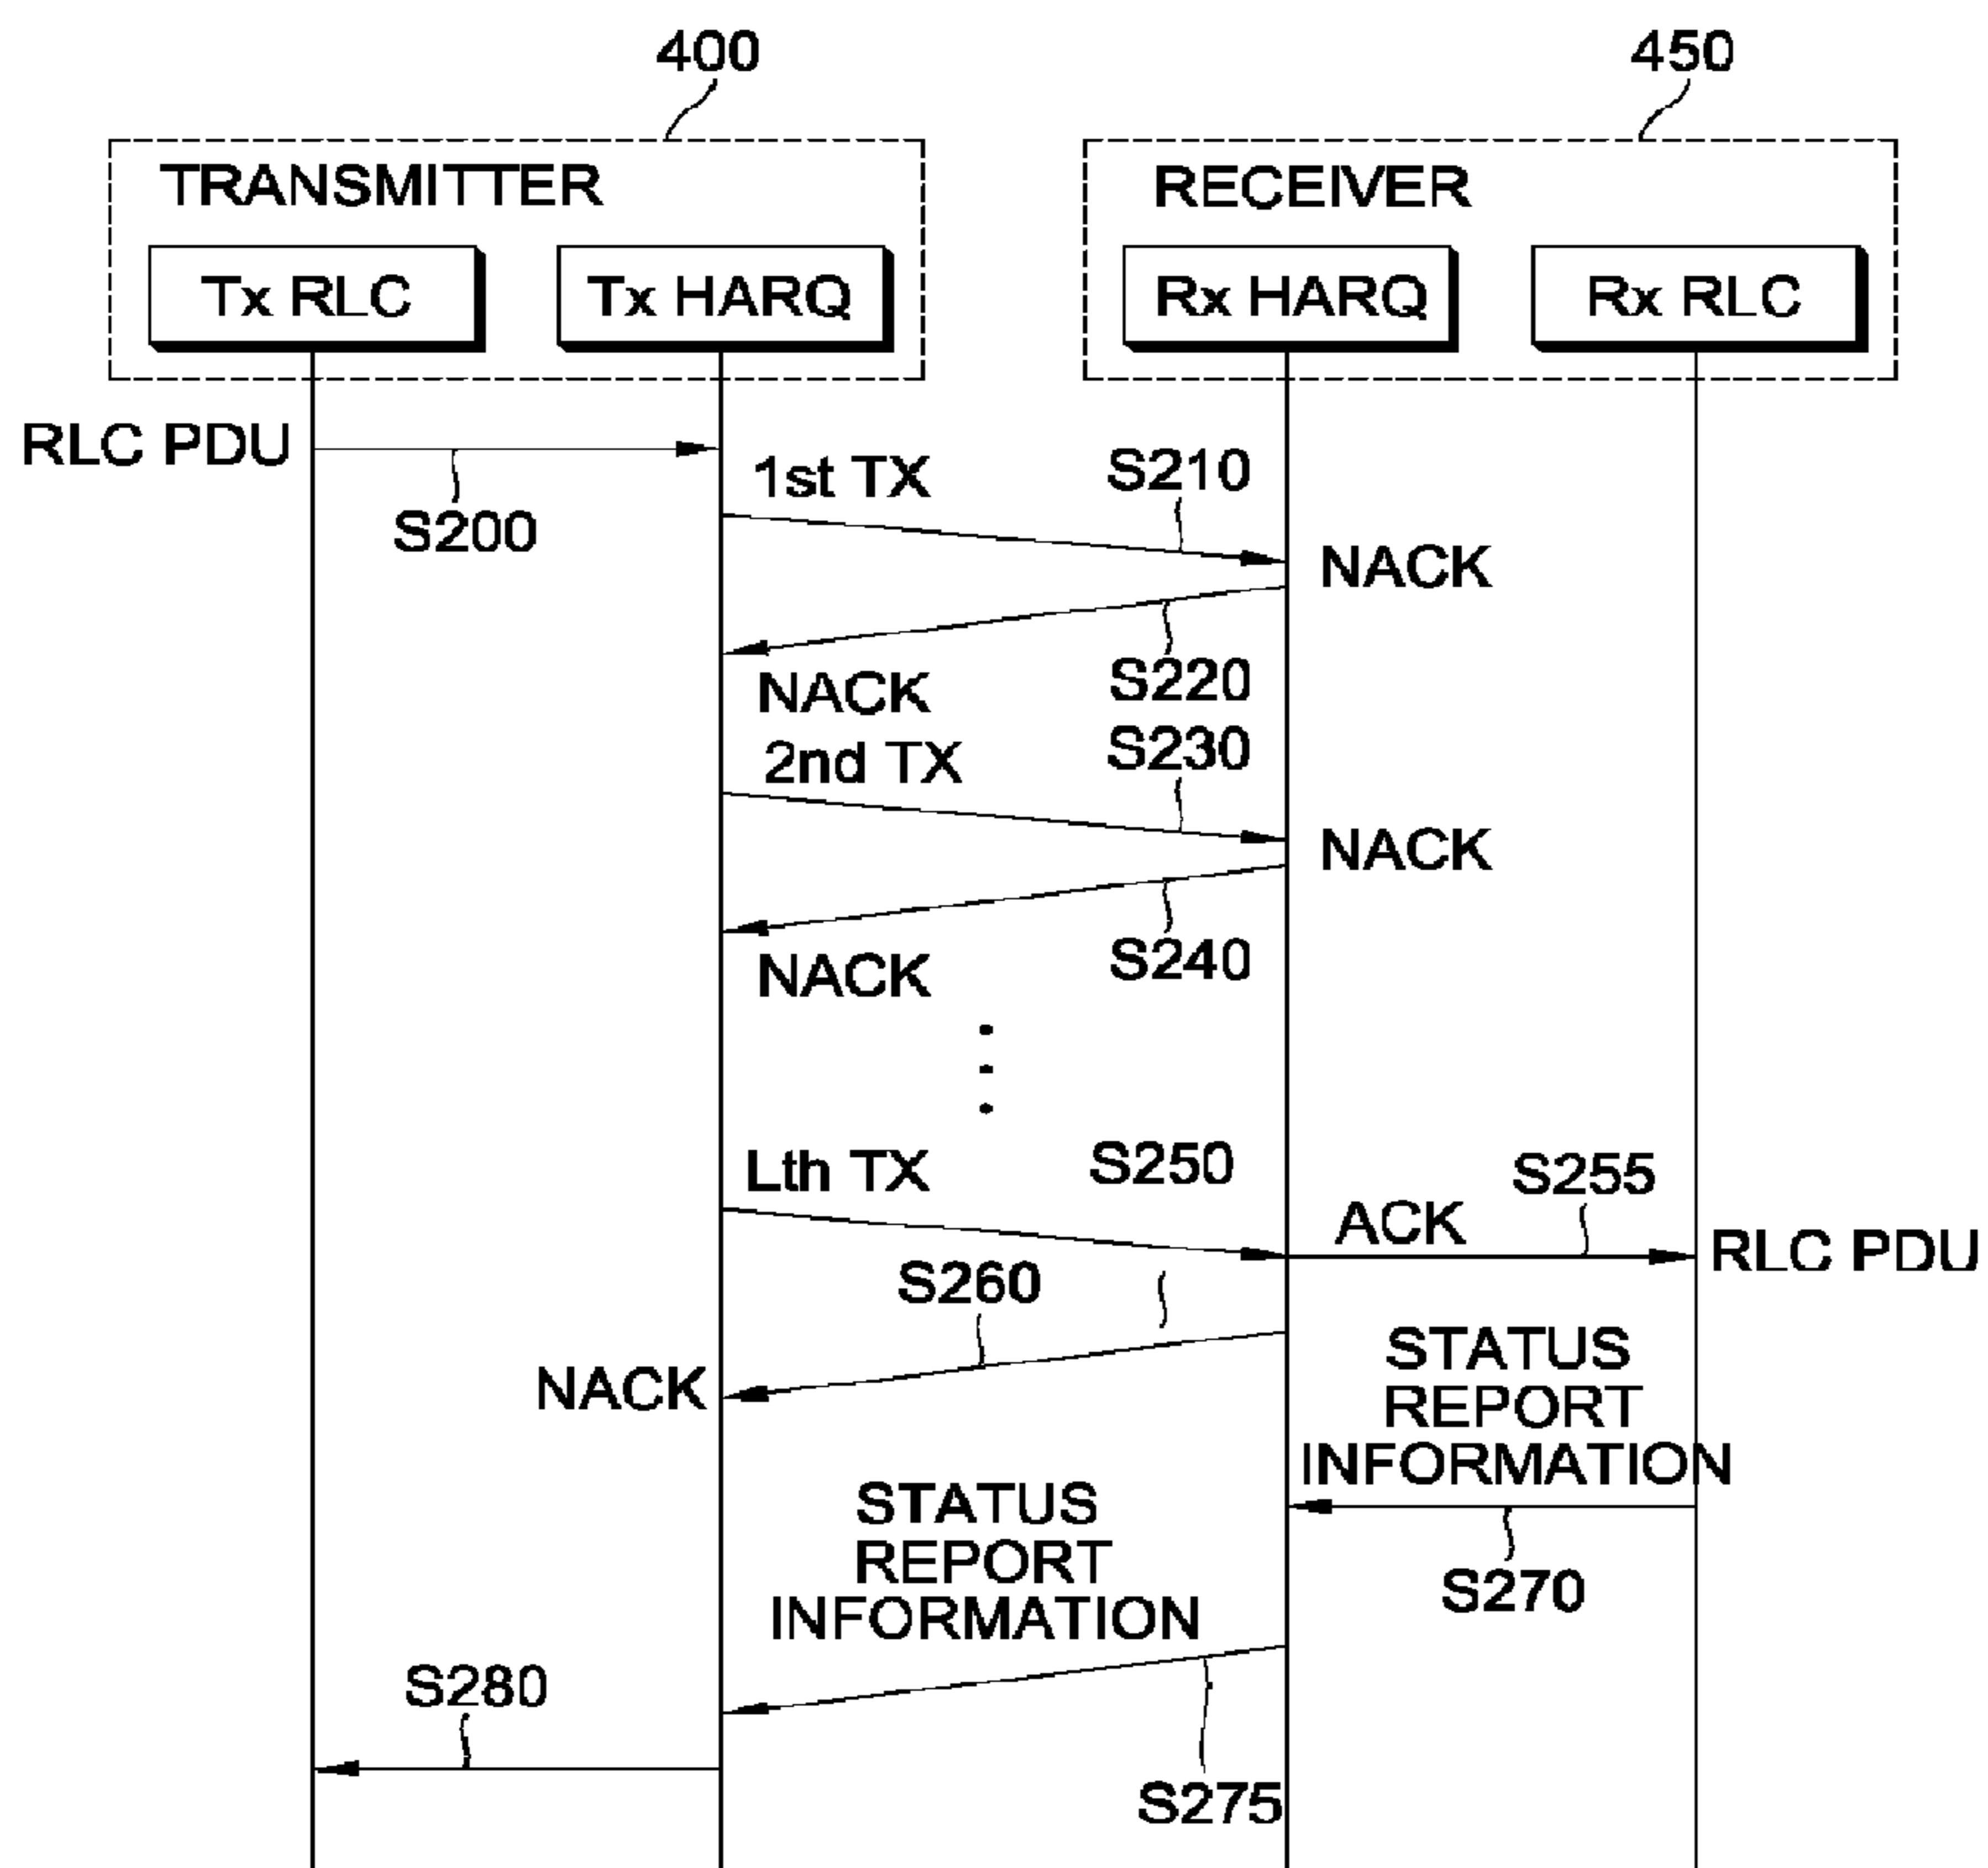 400
450
TRANSMITTER
RECEIVER
Tx RLC
Tx HARQ
Rx HARQ
Rx RLC
RLC PDU
S200
1st TX
S210
NACK
S220
NACK
2nd TX
S230
NACK
S240
NACK
Lth TX
S250
ACK
S255
RLC PDU
S260
NACK
STATUS
REPORT
INFORMATION
S270
STATUS
REPORT
INFORMATION
S275
S280